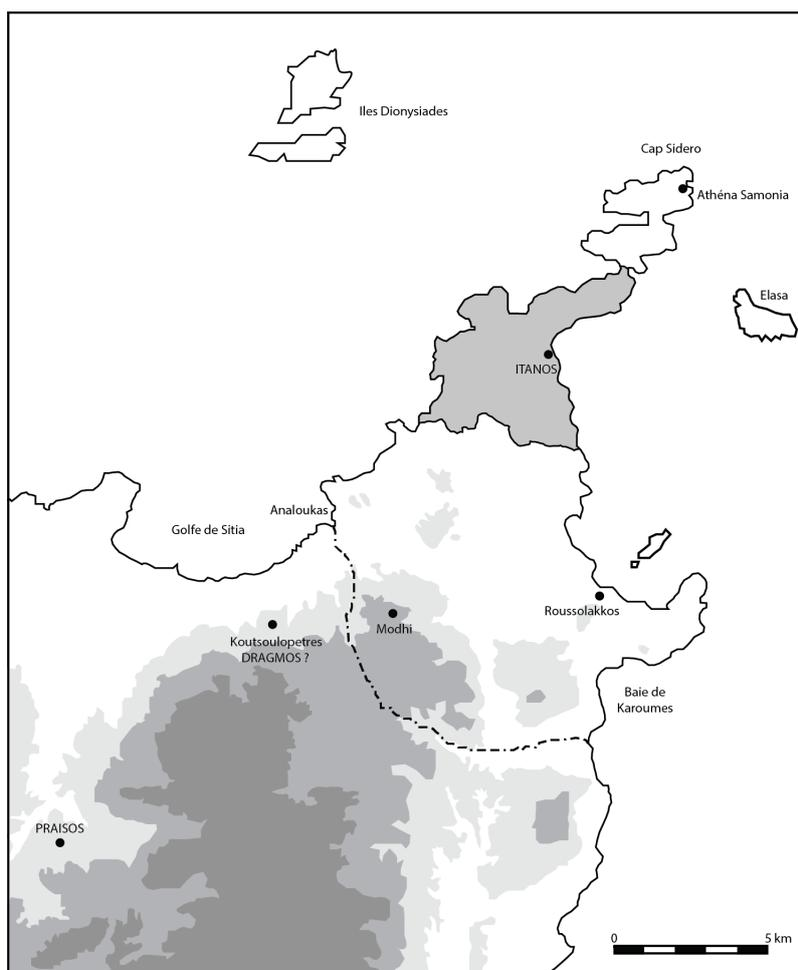 Iles Dionysiades
Cap Sidero
Athéna Samonia
Elasa
ITANOS
Analoukas
Golfe de Sitia
Roussolakkos
Modhi
Koutsoulopetres
DRAGMOS ?
Baie de
Karoumes
PRAISOS
0 5 km